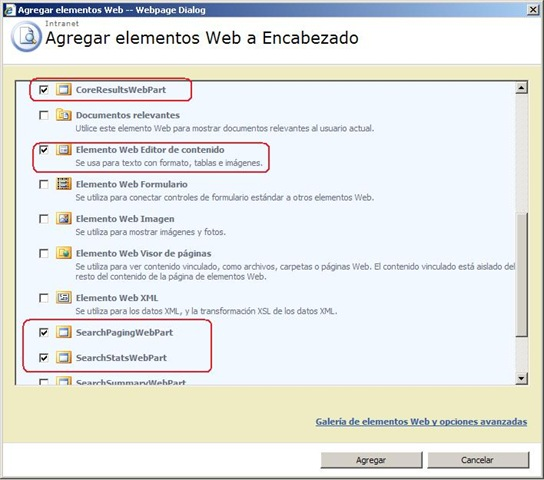 Agregar elementos Web -- Webpage Dialog
Intranet
Agregar elementos Web a Encabezado
CoreResultsWebPart
Documentos relevantes
Utilice este elemento Web para mostrar documentos relevantes al usuario actual.
Elemento Web Editor de contenido
Se usa para texto con formato, tablas e imágenes.
Elemento Web Formulario
Se utiliza para conectar controles de formulario estándar a otros elementos Web.
Elemento Web Imagen
Se utiliza para mostrar imágenes y fotos.
Elemento Web Visor de páginas
Se utiliza para ver contenido vinculado, como archivos, carpetas o páginas Web. El contenido vinculado está aislado del
resto del contenido de la página de elementos Web.
Elemento Web XML
Se utiliza para los datos XML, y la transformación XSL de los datos XML.
SearchPagingWebPart
SearchStatsWebPart
SearchSummaryWebPart
Galería de elementos Web y opciones avanzadas
Agregar
Cancelar